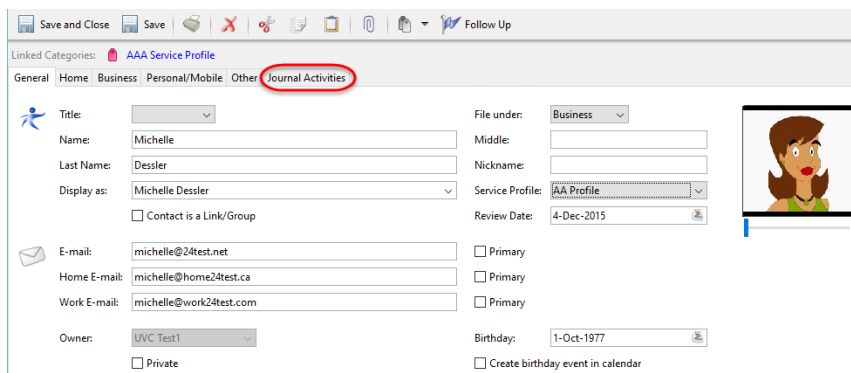 Save and Close Save Follow Up
Linked Categories: AAA Service Profile
General Home Business Personal/Mobile Other Journal Activities
Title: File under: Business
Name: Michelle Middle:
Last Name: Dessler Nickname:
Display as: Michelle Dessler Service Profile: AA Profile
Contact is a Link/Group Review Date: 4-Dec-2015
E-mail: michelle@24test.net Primary
Home E-mail: michelle@home24test.ca Primary
Work E-mail: michelle@work24test.com Primary
Owner: UVC Test1 Birthday: 1-Oct-1977
Private Create birthday event in calendar